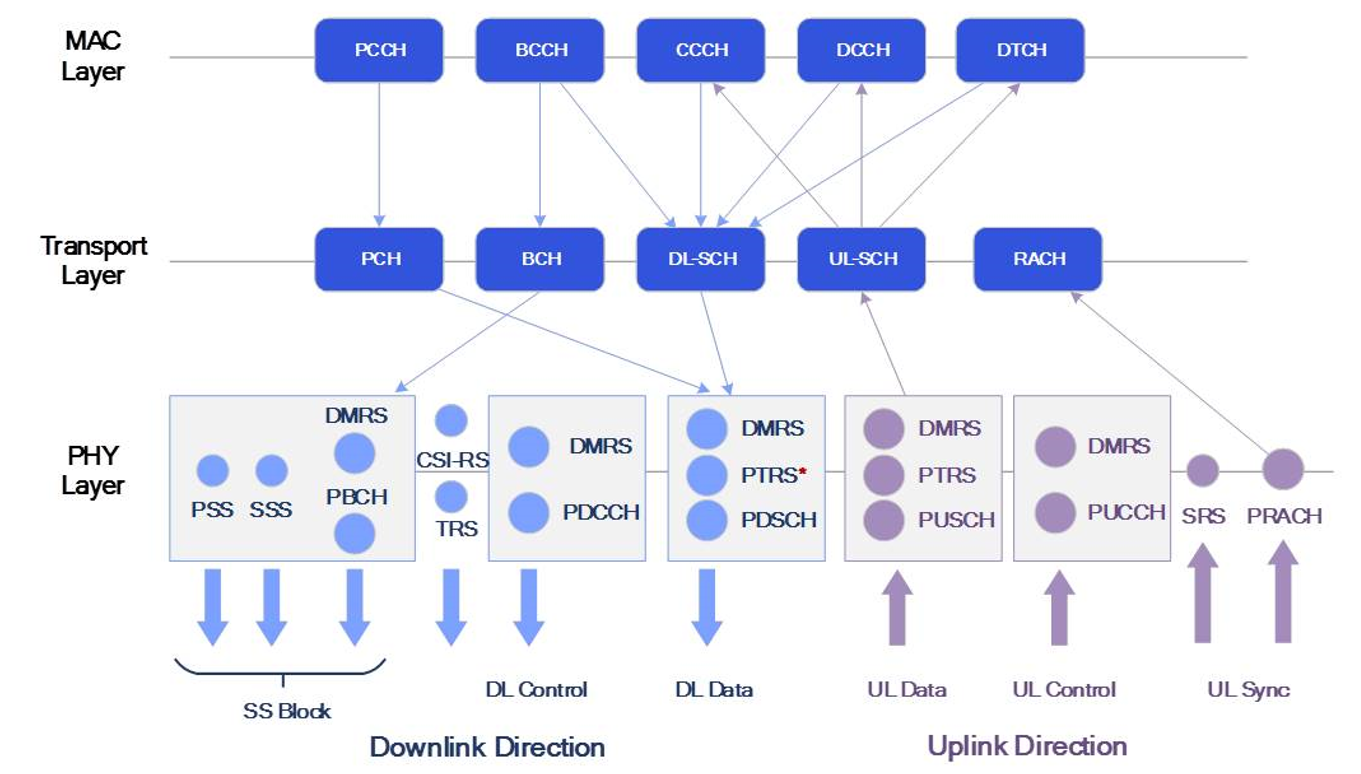 MAC
Layer
PCCH
BCCH
CCCH
DCCH
DTCH
Transport
Layer
PCH
BCH
DL-SCH
UL-SCH
RACH
PHY
Layer
PSS
SSS
DMRS
PBCH
CSI-RS
TRS
DMRS
PDCCH
DMRS
PTRS*
PDSCH
DMRS
PTRS
PUSCH
DMRS
PUCCH
SRS
PRACH
SS Block
DL Control
DL Data
UL Data
UL Control
UL Sync
Downlink Direction
Uplink Direction